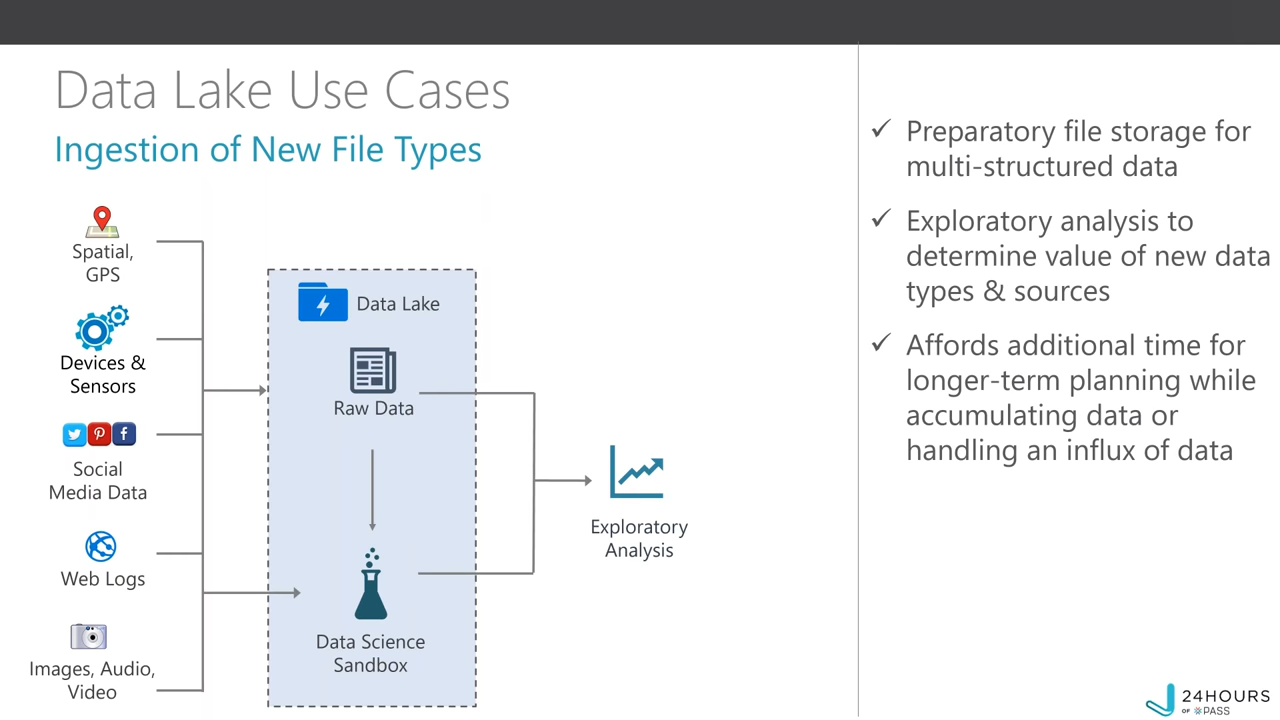 Data Lake Use Cases
Ingestion of New File Types
Spatial,
GPS
Devices &
Sensors
Social
Media Data
Web Logs
Images, Audio,
Video
Data Lake
Raw Data
Data Science
Sandbox
Exploratory
Analysis
✓ Preparatory file storage for
multi-structured data
✓ Exploratory analysis to
determine value of new data
types & sources
✓ Affords additional time for
longer-term planning while
accumulating data or
handling an influx of data
24HOURS
OF PASS